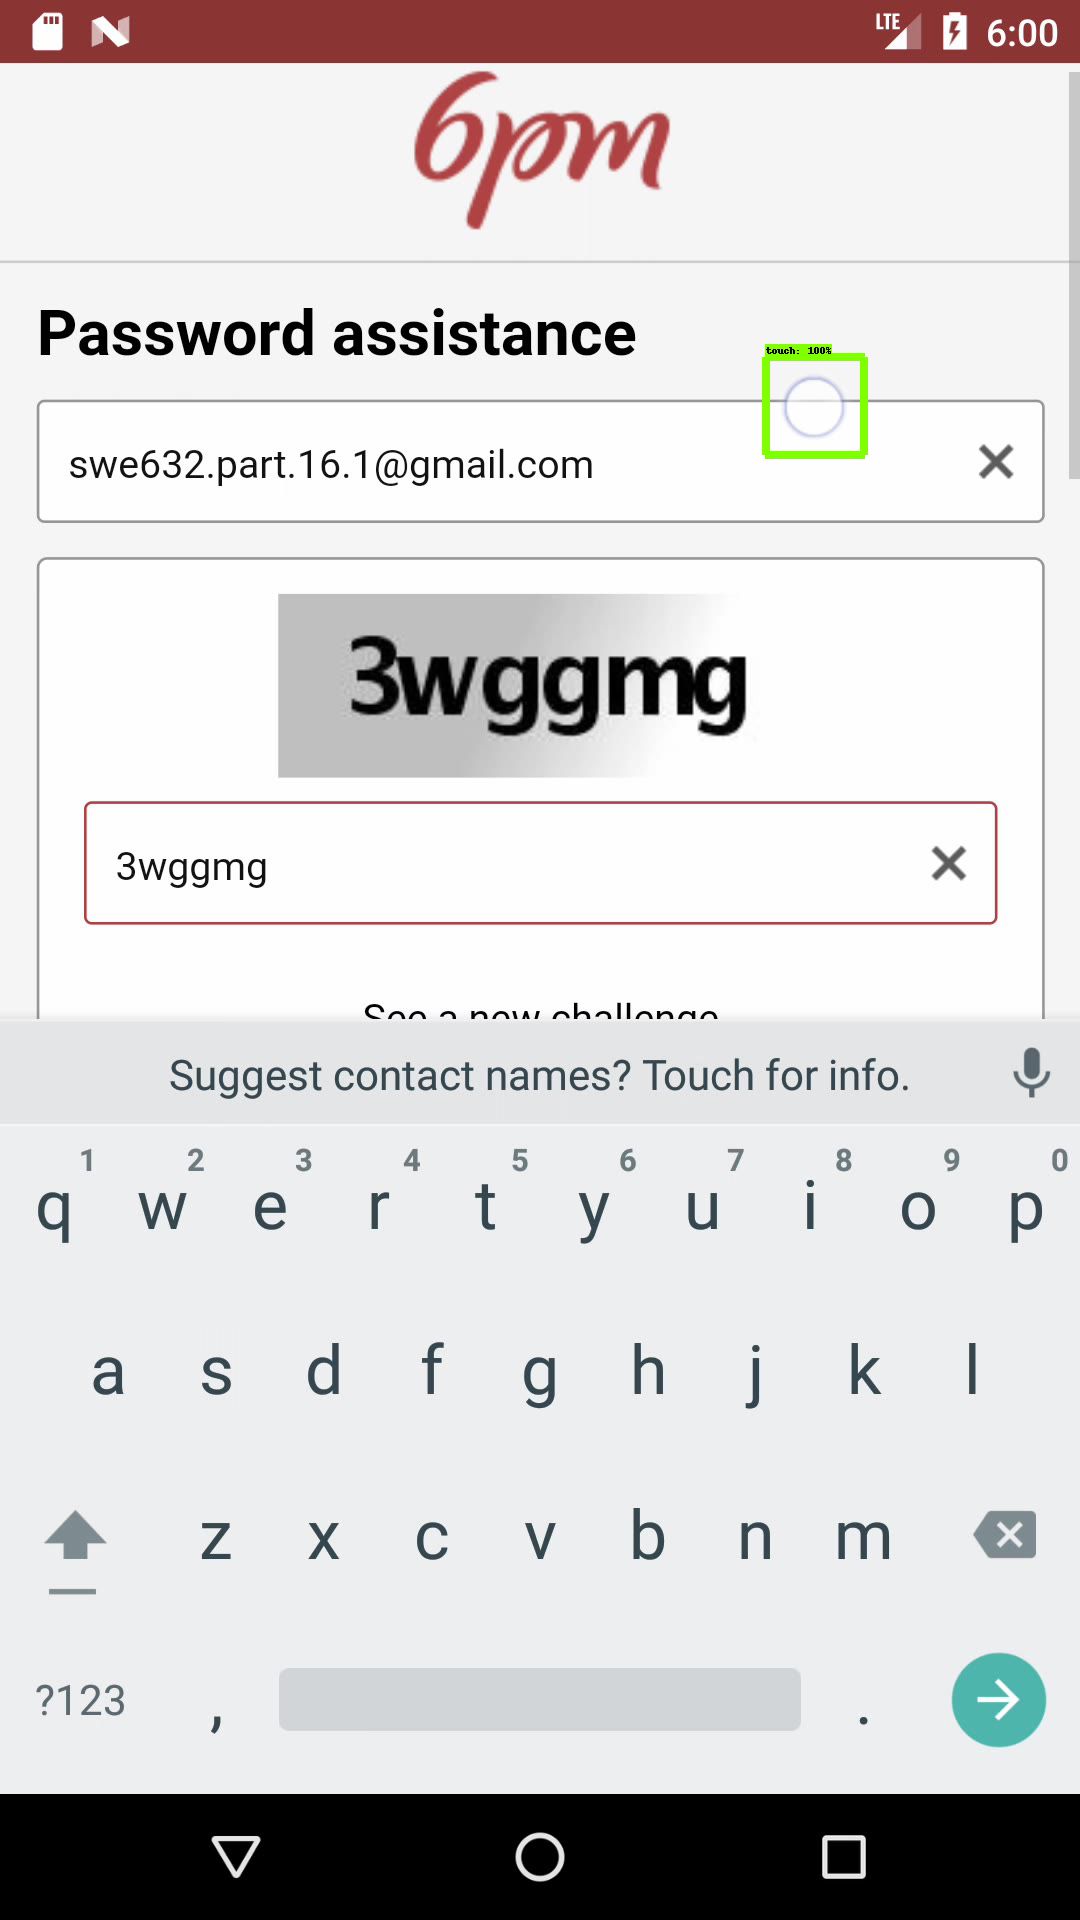 LTE 6:00
6pm
Password assistance
touch: 100%
swe632.part.16.1@gmail.com
3wggmg
3wggmg
See a new challenge
Suggest contact names? Touch for info.
1 2 3 4 5 6 7 8 9 0
q w e r t y u i o p
a s d f g h j k l
z x c v b n m
?123 , .